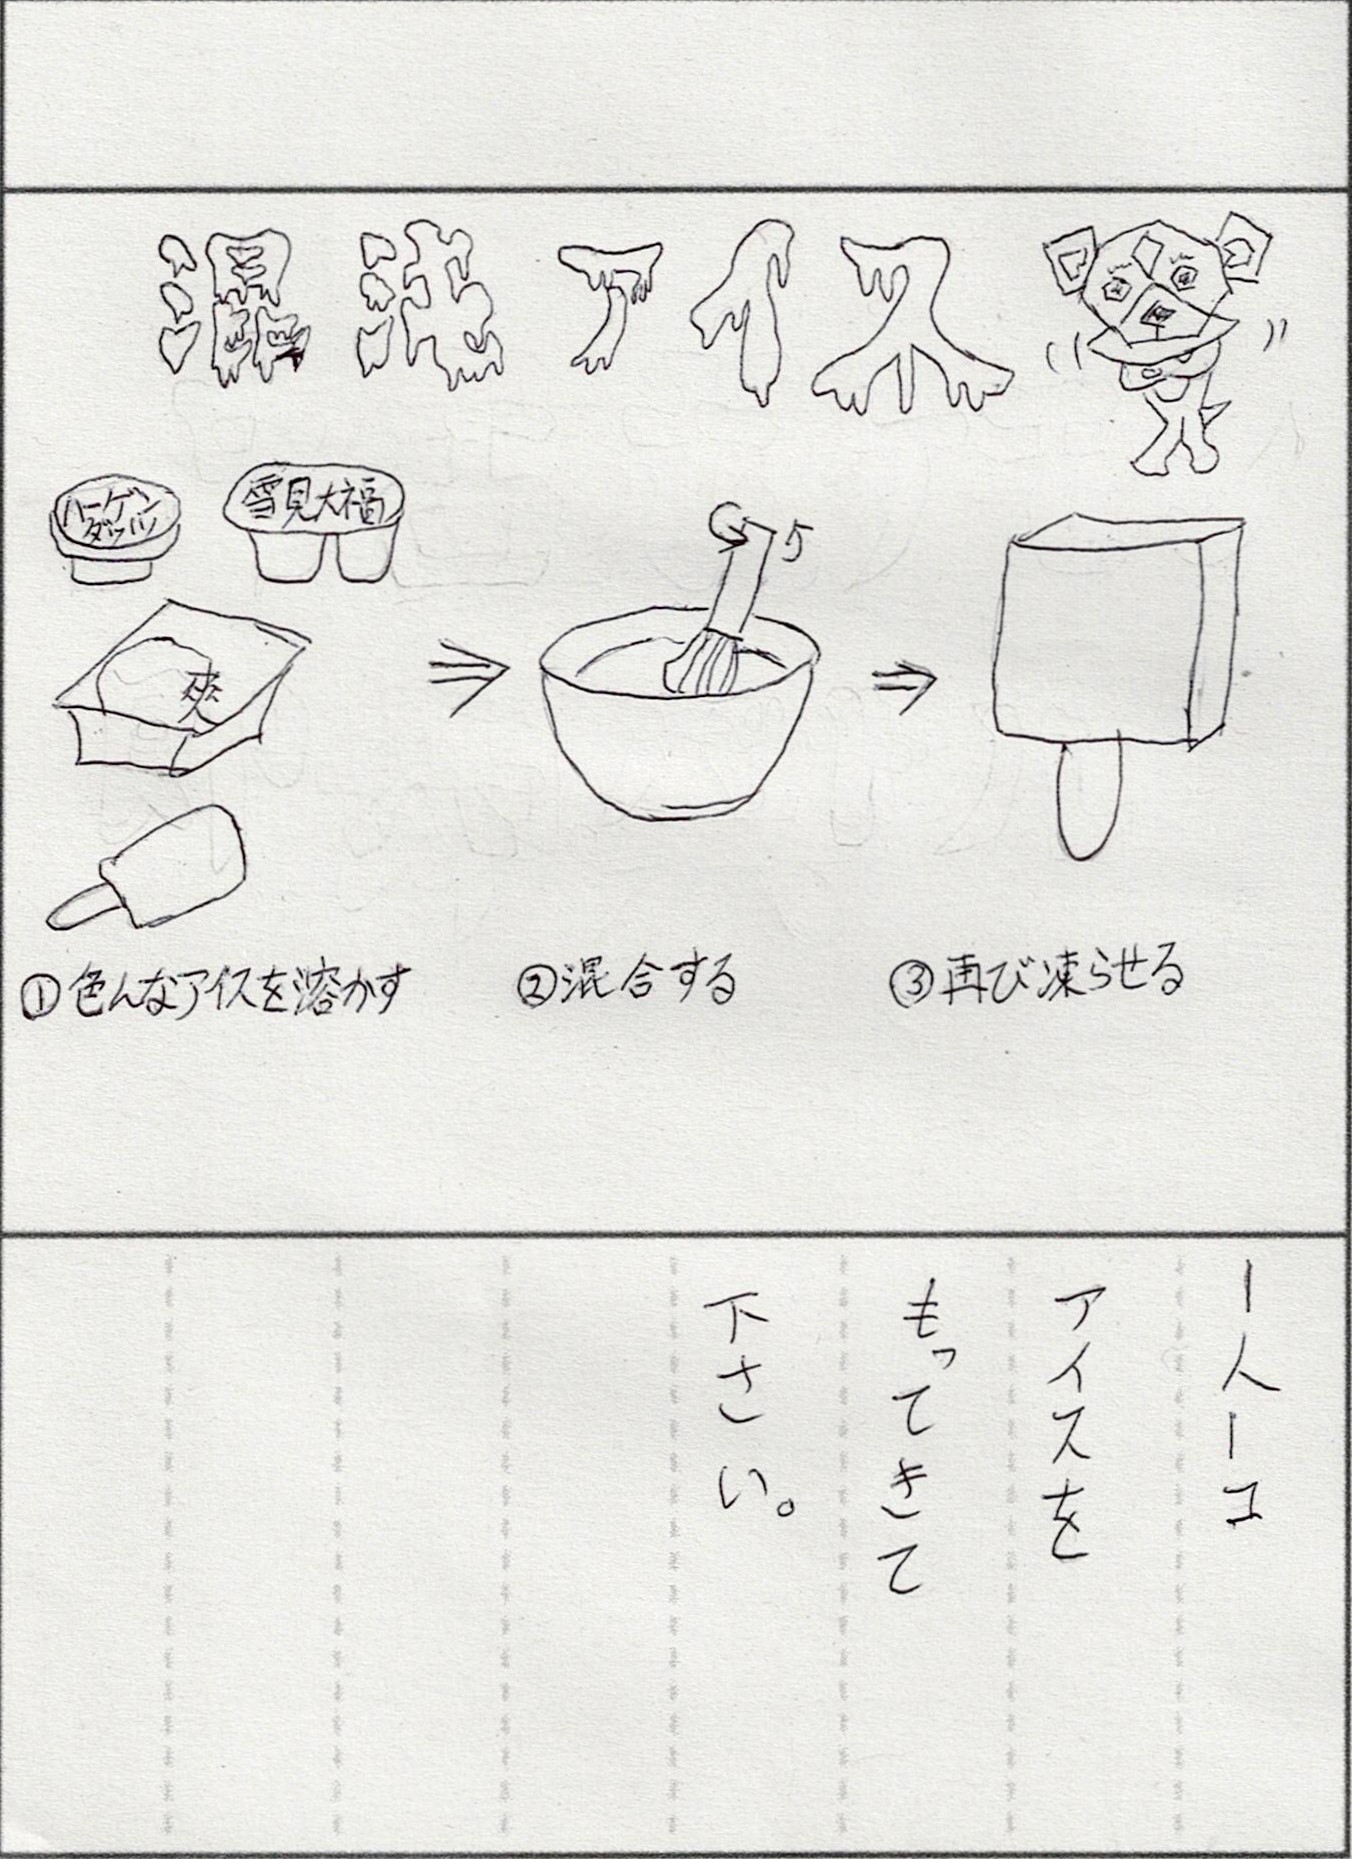 混沌アイス
ハーゲン
ダッツ
雪見大福
爽
①色んなアイスを溶かす
②混合する
③再び凍らせる
一人一コ
アイスを
もってきて
下さい。